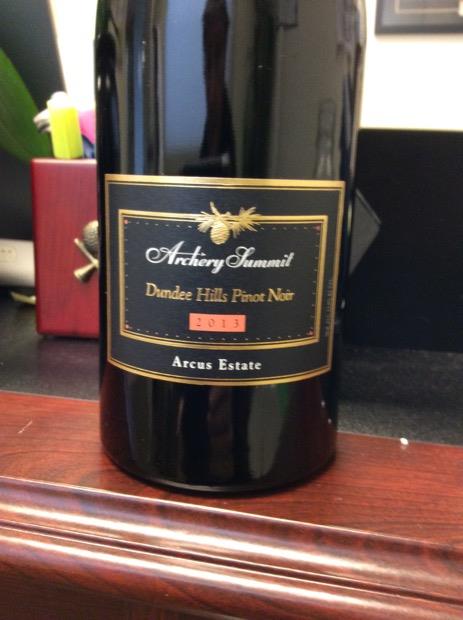 Archery Summit
Dundee Hills Pinot Noir
2013
Arcus Estate